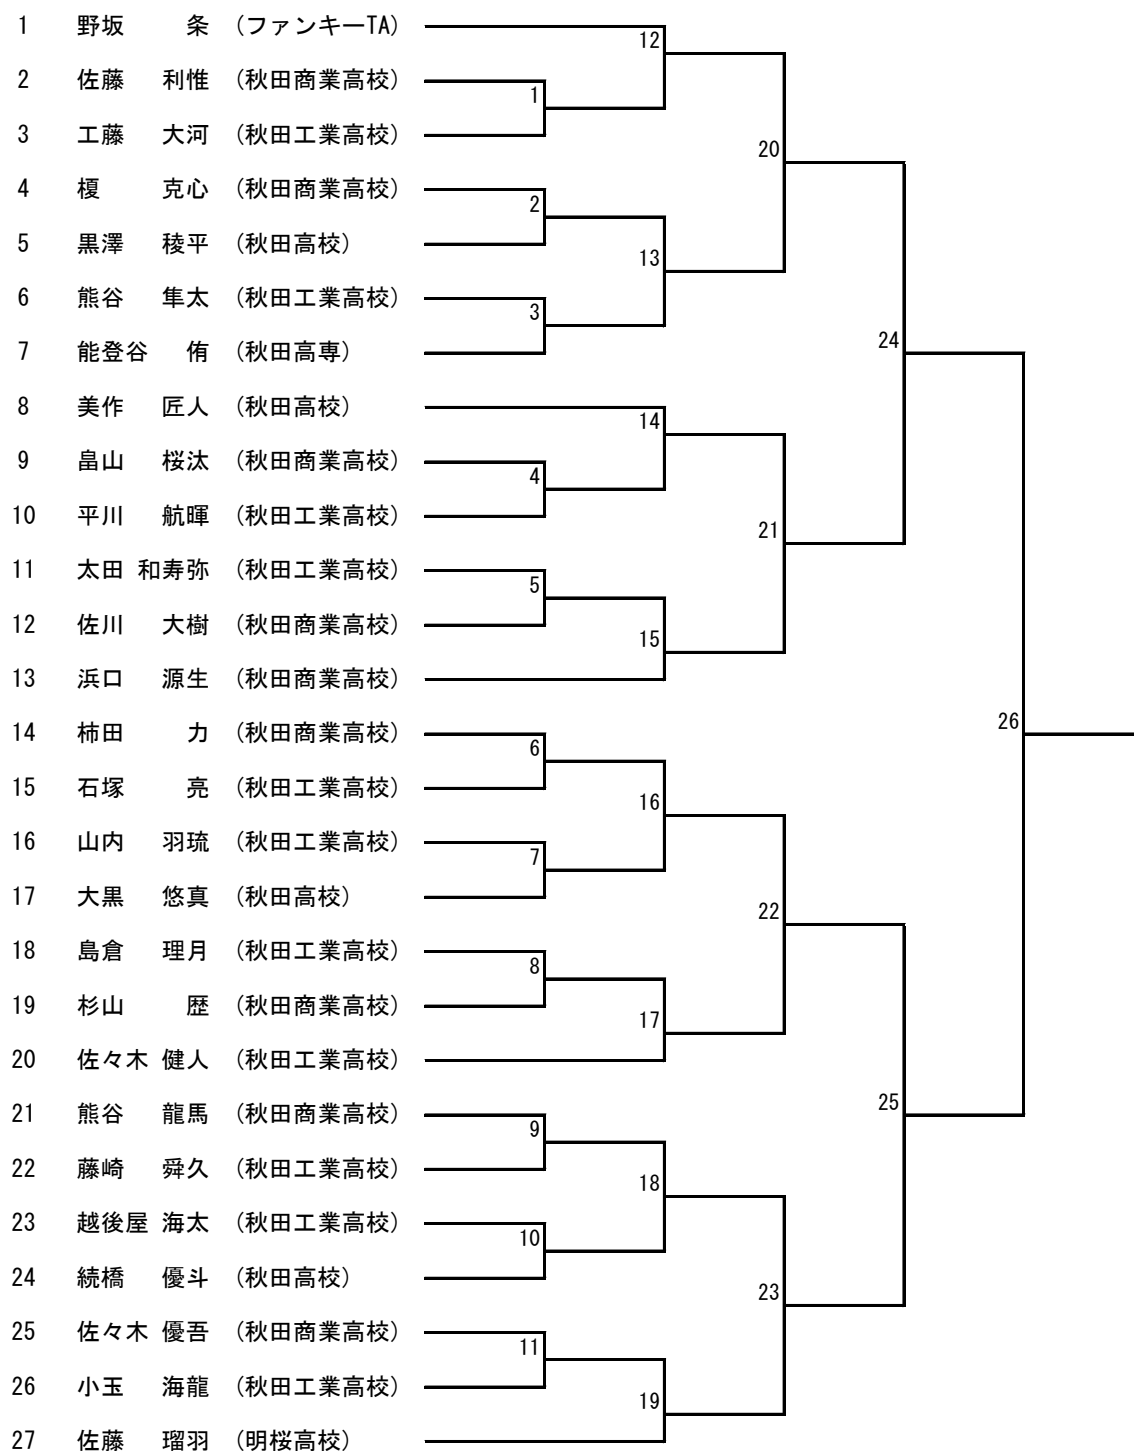 1 野坂 条 (ファンキーTA)
12
2 佐藤 利惟 (秋田商業高校)
1
3 工藤 大河 (秋田工業高校)
20
4 榎 克心 (秋田商業高校)
2
5 黒澤 稜平 (秋田高校)
13
6 熊谷 隼太 (秋田工業高校)
3
7 能登谷 侑 (秋田高専)
24
8 美作 匠人 (秋田高校)
14
9 畠山 桜汰 (秋田商業高校)
4
10 平川 航暉 (秋田工業高校)
21
11 太田 和寿弥 (秋田工業高校)
5
12 佐川 大樹 (秋田商業高校)
15
13 浜口 源生 (秋田商業高校)
26
14 柿田 力 (秋田商業高校)
6
15 石塚 亮 (秋田工業高校)
16
16 山内 羽琉 (秋田工業高校)
7
17 大黒 悠真 (秋田高校)
22
18 島倉 理月 (秋田工業高校)
8
19 杉山 歴 (秋田商業高校)
17
20 佐々木 健人 (秋田工業高校)
25
21 熊谷 龍馬 (秋田商業高校)
9
22 藤崎 舜久 (秋田工業高校)
18
23 越後屋 海太 (秋田工業高校)
10
24 続橋 優斗 (秋田高校)
23
25 佐々木 優吾 (秋田商業高校)
11
26 小玉 海龍 (秋田工業高校)
19
27 佐藤 瑠羽 (明桜高校)